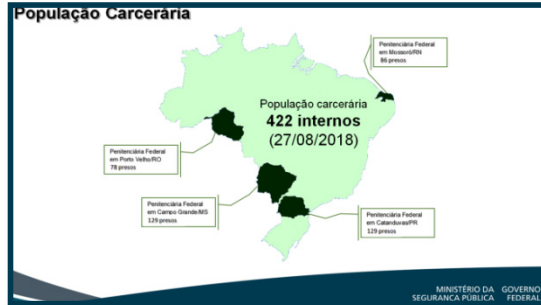 População Carcerária
Penitenciária Federal
em Mossoró/RN
86 presos
População carcerária
422 internos
(27/08/2018)
Penitenciária Federal
em Porto Velho/RO
78 presos
Penitenciária Federal
em Campo Grande/MS
129 presos
Penitenciária Federal
em Catanduvas/PR
129 presos
MINISTÉRIO DA GOVERNO
SEGURANÇA PÚBLICA FEDERAL